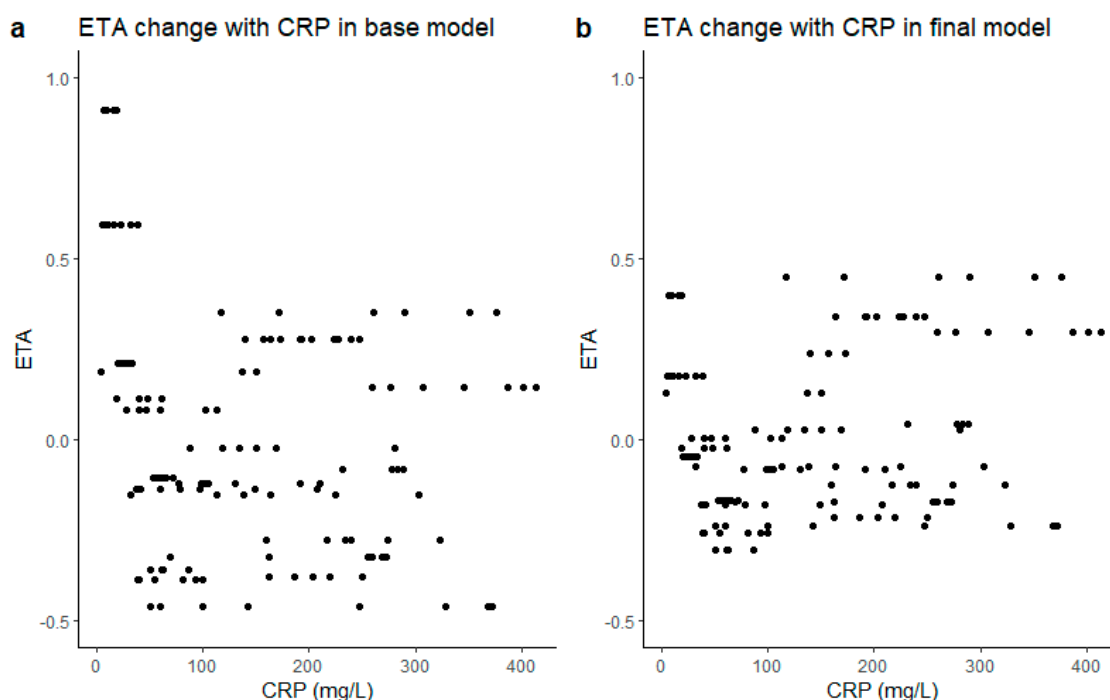 a ETA change with CRP in base model
1.0
0.5
0.0
-0.5
ETA
0 100 200 300 400
CRP (mg/L)
b ETA change with CRP in final model
1.0
0.5
0.0
-0.5
ETA
0 100 200 300 400
CRP (mg/L)